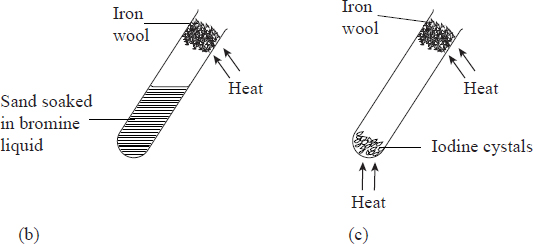 Iron
wool
Heat
Sand soaked
in bromine
liquid
(b)
Iron
wool
Heat
Iodine cystals
Heat
(c)